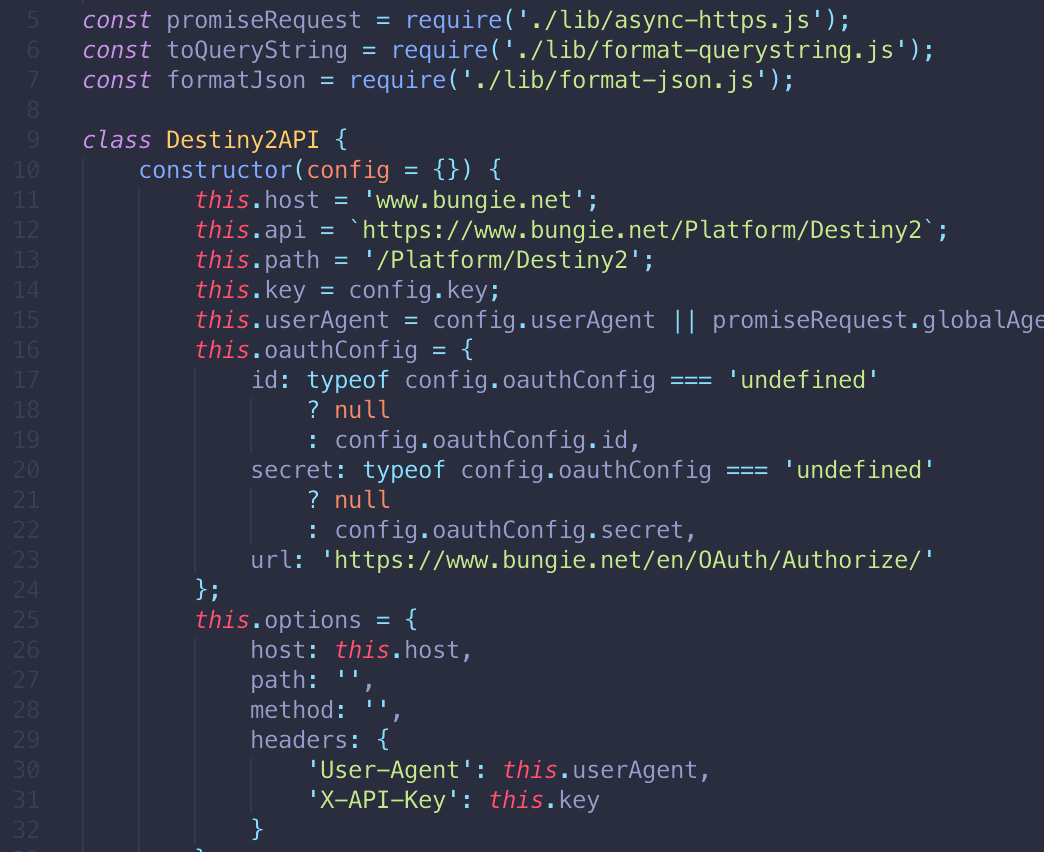 5 const promiseRequest = require('./lib/async-https.js');
6 const toQueryString = require('./lib/format-querystring.js');
7 const formatJson = require('./lib/format-json.js');
8
9 class Destiny2API {
10     constructor(config = {}) {
11         this.host = 'www.bungie.net';
12         this.api = `https://www.bungie.net/Platform/Destiny2`;
13         this.path = '/Platform/Destiny2';
14         this.key = config.key;
15         this.userAgent = config.userAgent || promiseRequest.globalAge
16         this.oauthConfig = {
17             id: typeof config.oauthConfig === 'undefined'
18                 ? null
19                 : config.oauthConfig.id,
20             secret: typeof config.oauthConfig === 'undefined'
21                 ? null
22                 : config.oauthConfig.secret,
23             url: 'https://www.bungie.net/en/OAuth/Authorize/'
24         };
25         this.options = {
26             host: this.host,
27             path: '',
28             method: '',
29             headers: {
30                 'User-Agent': this.userAgent,
31                 'X-API-Key': this.key
32             }